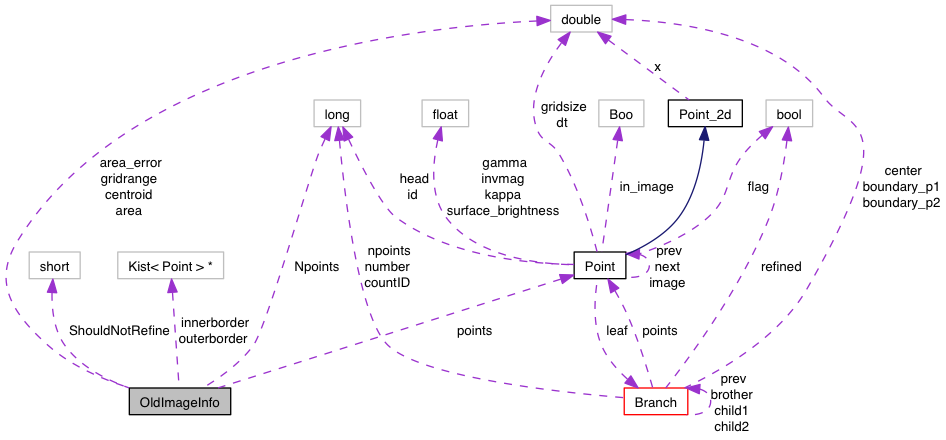 double
x
gridsize
dt
long
float
Boo
Point_2d
bool
area_error
gridrange
centroid
area
head
id
gamma
invmag
kappa
surface_brightness
in_image
flag
center
boundary_p1
boundary_p2
short
Kist< Point > *
Npoints
npoints
number
countID
Point
prev
next
image
refined
ShouldNotRefine
innerborder
outerborder
points
leaf
points
OldImageInfo
Branch
prev
brother
child1
child2